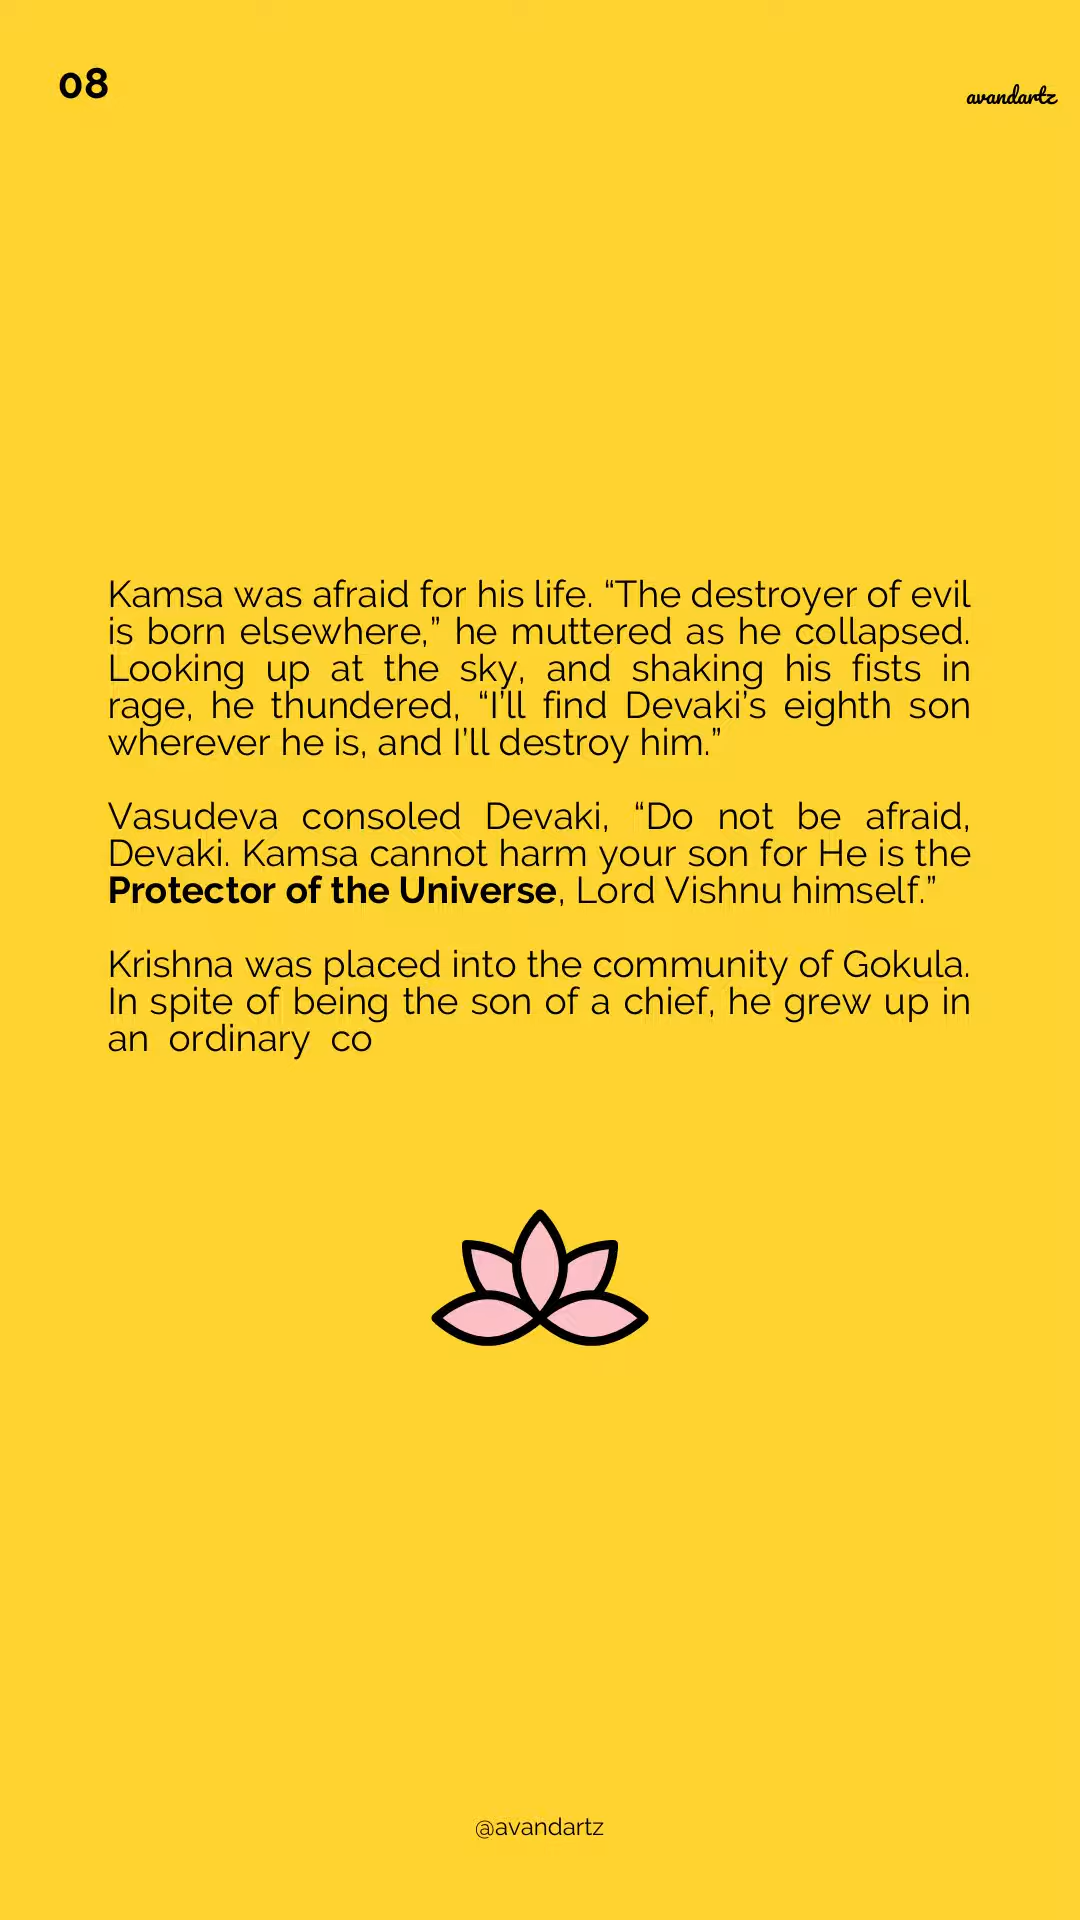 08
avandartz
Kamsa was afraid for his life. “The destroyer of evil
is born elsewhere,” he muttered as he collapsed.
Looking up at the sky, and shaking his fists in
rage, he thundered, “I’ll find Devaki’s eighth son
wherever he is, and I’ll destroy him.”
Vasudeva consoled Devaki, “Do not be afraid,
Devaki. Kamsa cannot harm your son for He is the
Protector of the Universe, Lord Vishnu himself.”
Krishna was placed into the community of Gokula.
In spite of being the son of a chief, he grew up in
an ordinary co
@avandartz